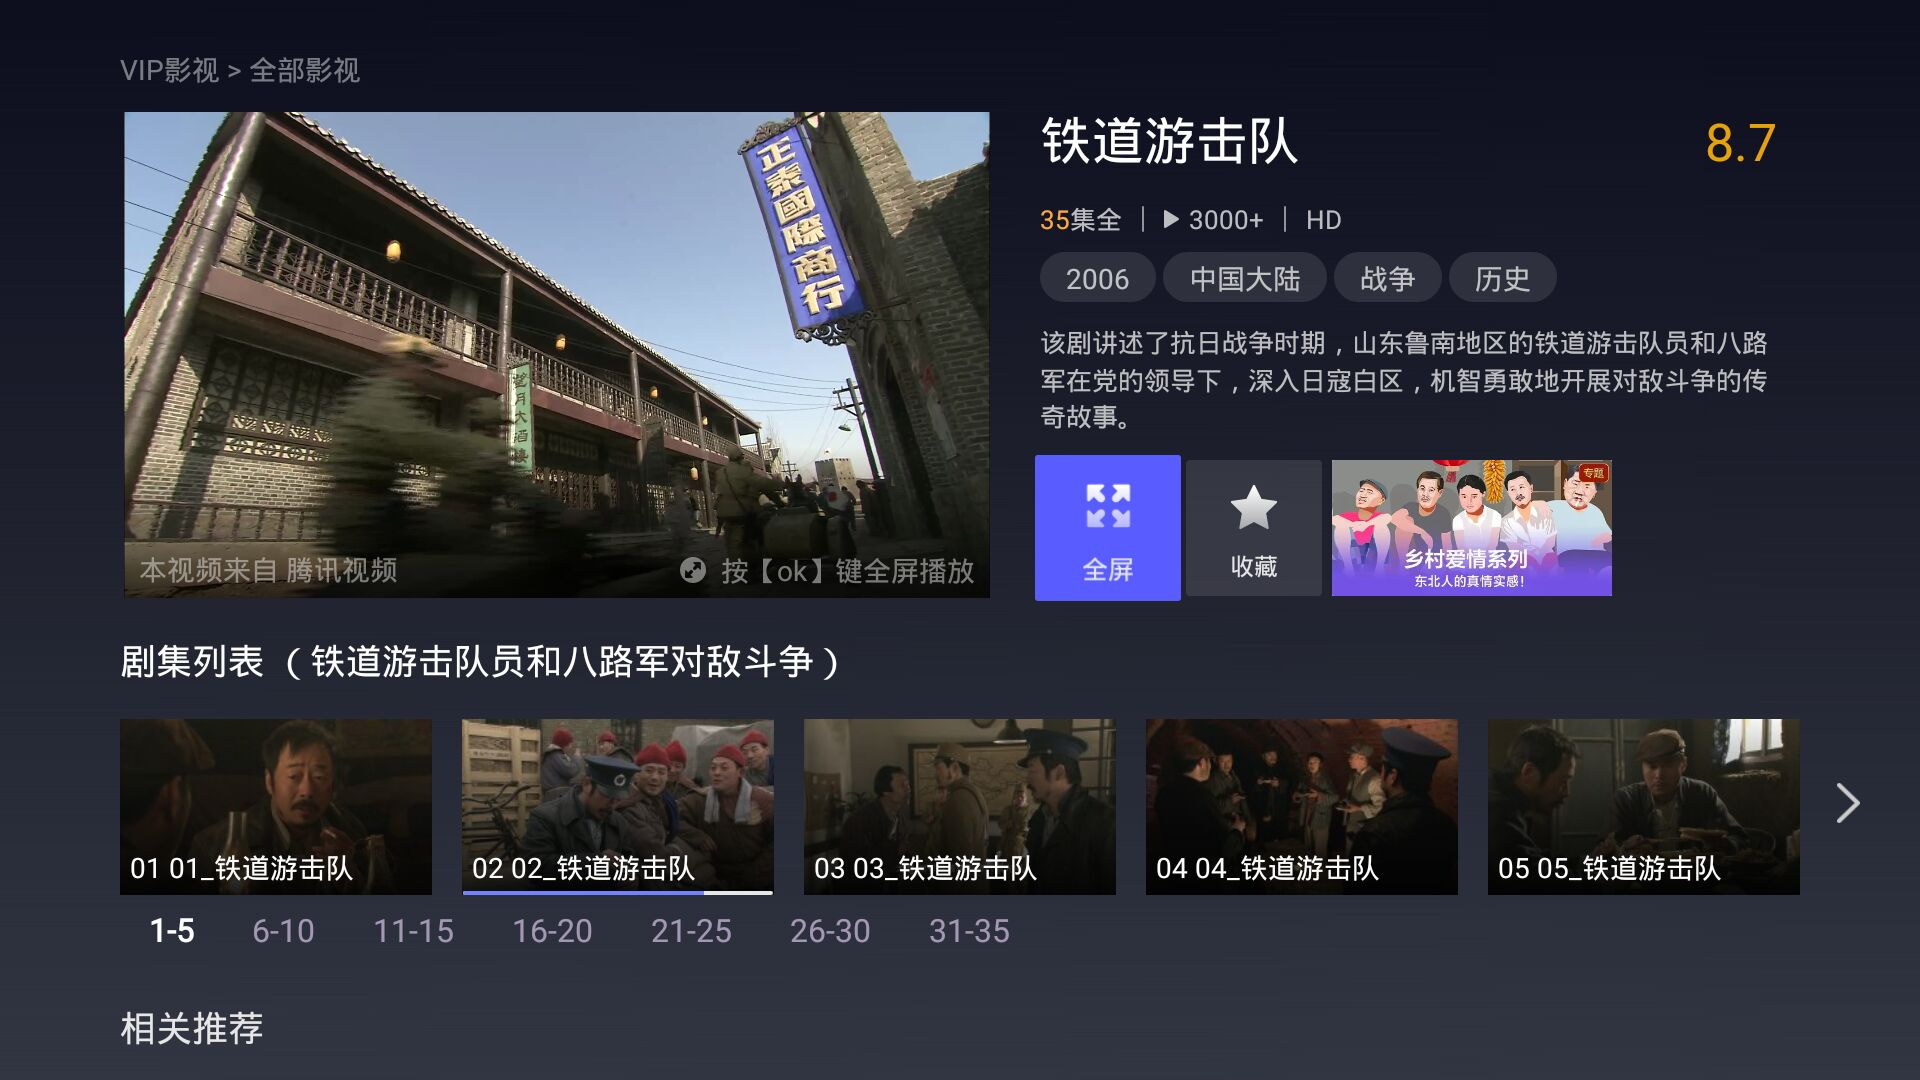 VIP影视 > 全部影视
正泰國際商行
望月大酒楼
本视频来自 腾讯视频
按【ok】键全屏播放
铁道游击队
8.7
35集全
3000+
HD
2006
中国大陆
战争
历史
该剧讲述了抗日战争时期，山东鲁南地区的铁道游击队员和八路
军在党的领导下，深入日寇白区，机智勇敢地开展对敌斗争的传
奇故事。
全屏
收藏
专题
乡村爱情系列
东北人的真情实感！
剧集列表 （铁道游击队员和八路军对敌斗争）
01 01_铁道游击队
02 02_铁道游击队
03 03_铁道游击队
04 04_铁道游击队
05 05_铁道游击队
1-5
6-10
11-15
16-20
21-25
26-30
31-35
相关推荐